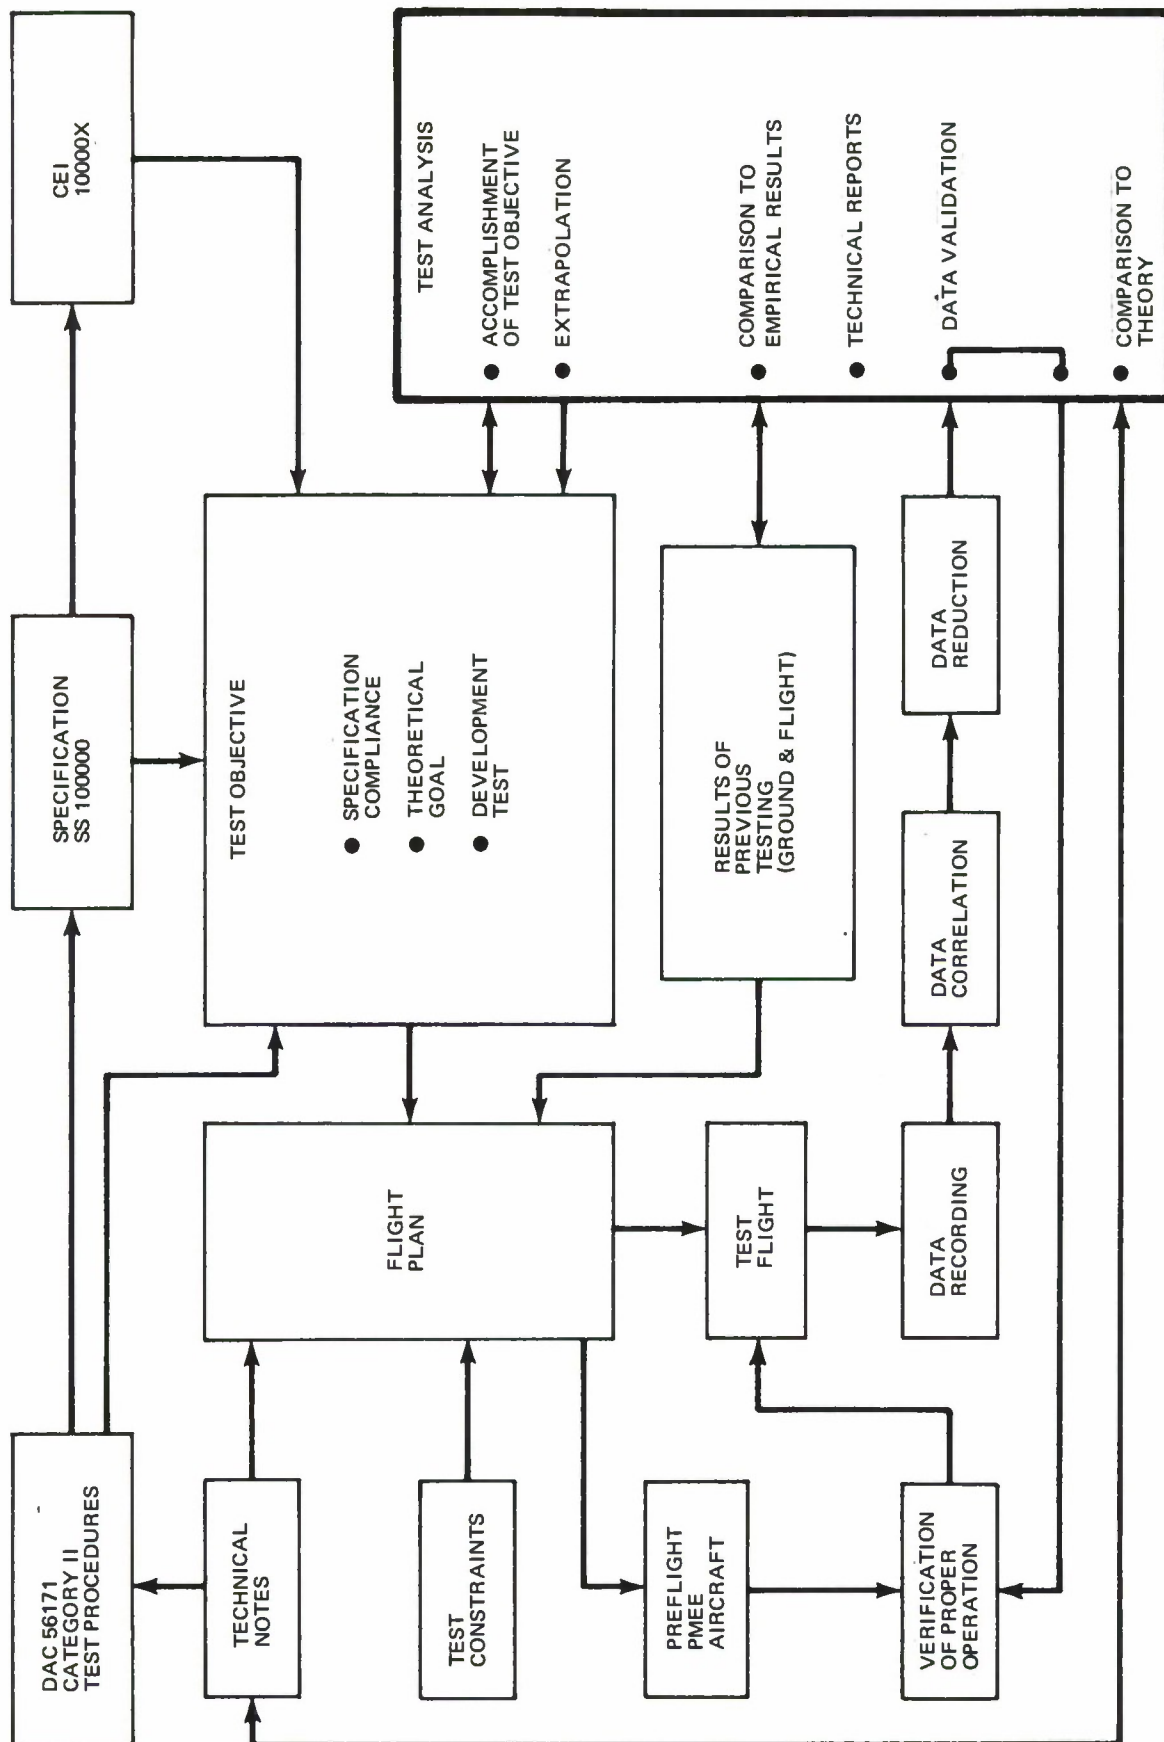 DAC 56171
CATEGORY II
TEST PROCEDURES
SPECIFICATION
SS 100000
CEI
10000X
TECHNICAL
NOTES
TEST
CONSTRAINTS
FLIGHT
PLAN
TEST OBJECTIVE
● SPECIFICATION
COMPLIANCE
● THEORETICAL
GOAL
● DEVELOPMENT
TEST
PREFLIGHT
PMEE
AIRCRAFT
TEST
FLIGHT
RESULTS OF
PREVIOUS
TESTING
(GROUND & FLIGHT)
VERIFICATION
OF PROPER
OPERATION
DATA
RECORDING
DATA
CORRELATION
DATA
REDUCTION
TEST ANALYSIS
● ACCOMPLISHMENT
OF TEST OBJECTIVE
● EXTRAPOLATION
● COMPARISON TO
EMPIRICAL RESULTS
● TECHNICAL REPORTS
● DATA VALIDATION
● COMPARISON TO
THEORY